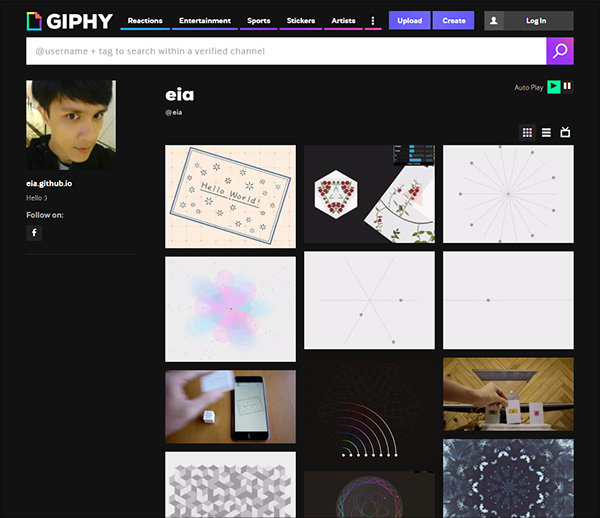 GIPHY
Reactions Entertainment Sports Stickers Artists Upload Create Log In
@username + tag to search within a verified channel
eia
@eia
Auto Play
eia.github.io
Hello :)
Follow on:
f
Hello World!